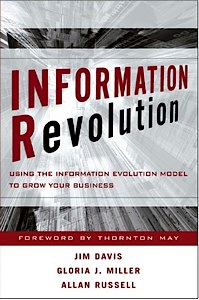 INFORMATION
Revolution
USING THE INFORMATION EVOLUTION MODEL
TO GROW YOUR BUSINESS
FOREWORD BY THORNTON MAY
JIM DAVIS
GLORIA J. MILLER
ALLAN RUSSELL